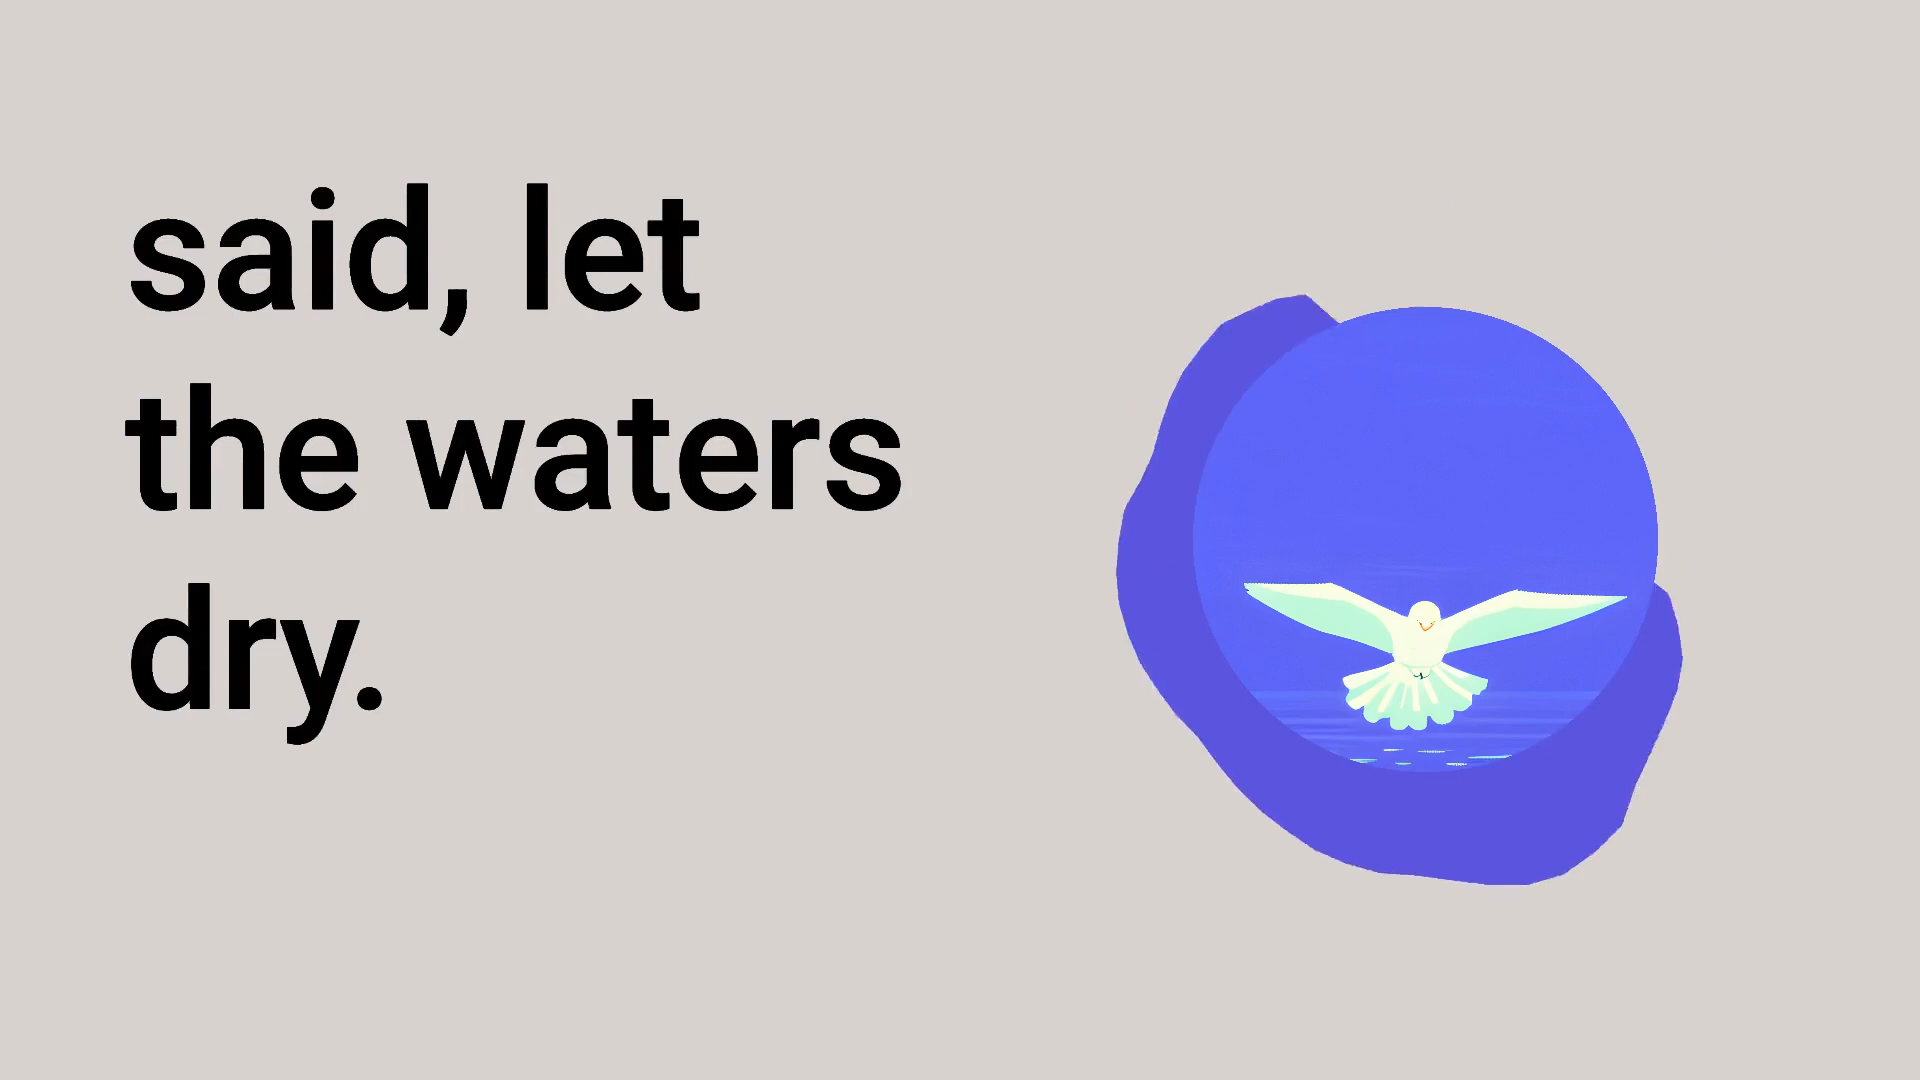 said, let
the waters
dry.